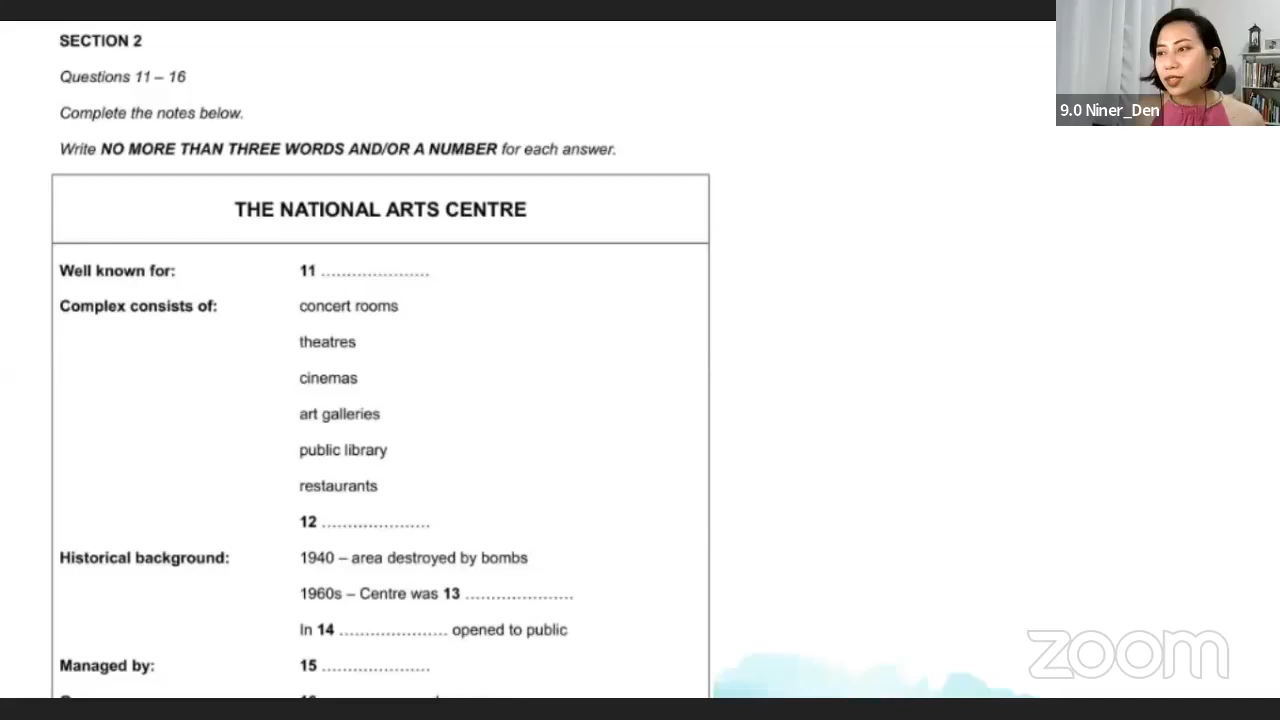 SECTION 2
Questions 11 – 16
Complete the notes below.
Write NO MORE THAN THREE WORDS AND/OR A NUMBER for each answer.
THE NATIONAL ARTS CENTRE
Well known for: 11 .....................
Complex consists of: concert rooms
theatres
cinemas
art galleries
public library
restaurants
12 .....................
Historical background: 1940 – area destroyed by bombs
1960s – Centre was 13 .....................
In 14 ..................... opened to public
Managed by: 15 .....................
9.0 Niner_Den
zoom